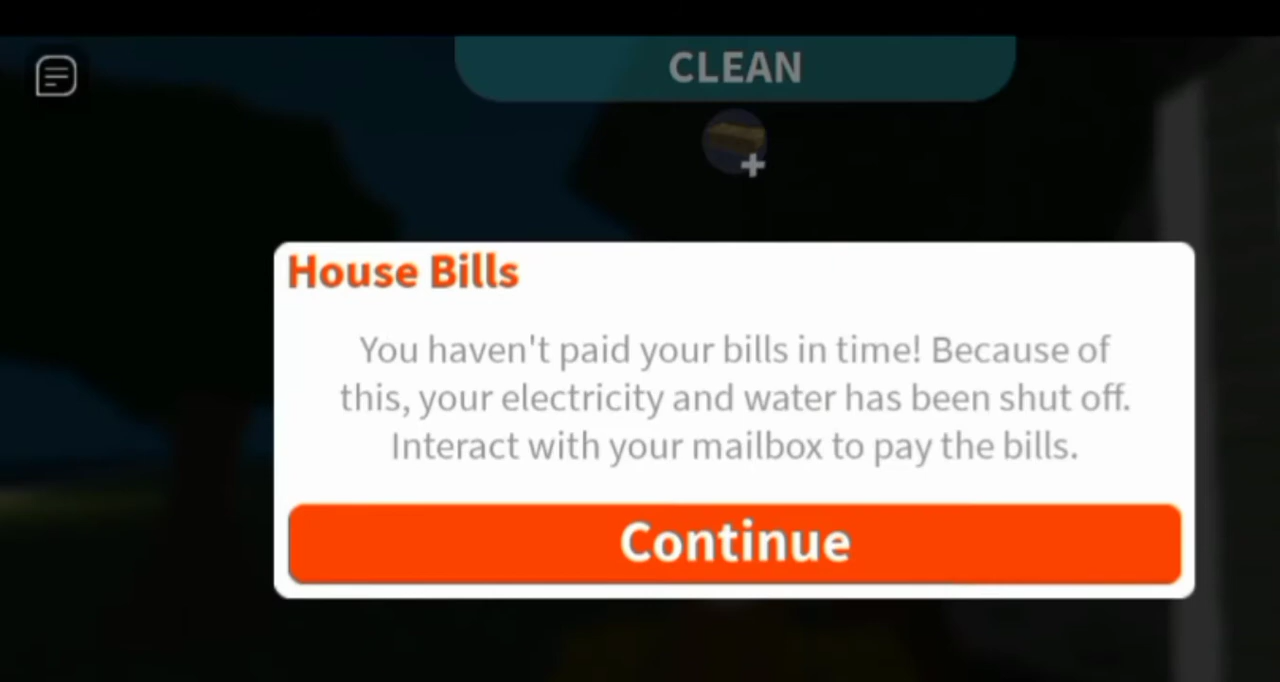 CLEAN
House Bills
You haven't paid your bills in time! Because of
this, your electricity and water has been shut off.
Interact with your mailbox to pay the bills.
Continue